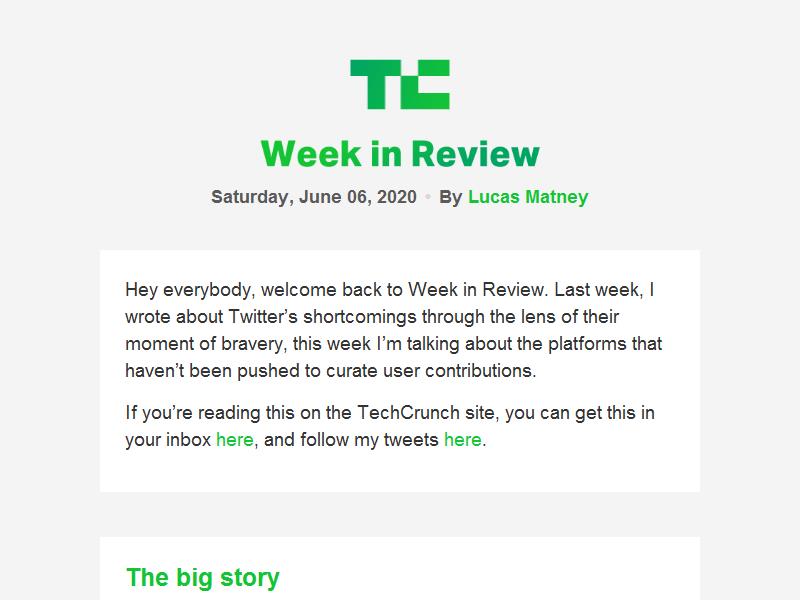 TC
Week in Review
Saturday, June 06, 2020 • By Lucas Matney
Hey everybody, welcome back to Week in Review. Last week, I
wrote about Twitter’s shortcomings through the lens of their
moment of bravery, this week I’m talking about the platforms that
haven’t been pushed to curate user contributions.
If you’re reading this on the TechCrunch site, you can get this in
your inbox here, and follow my tweets here.
The big story